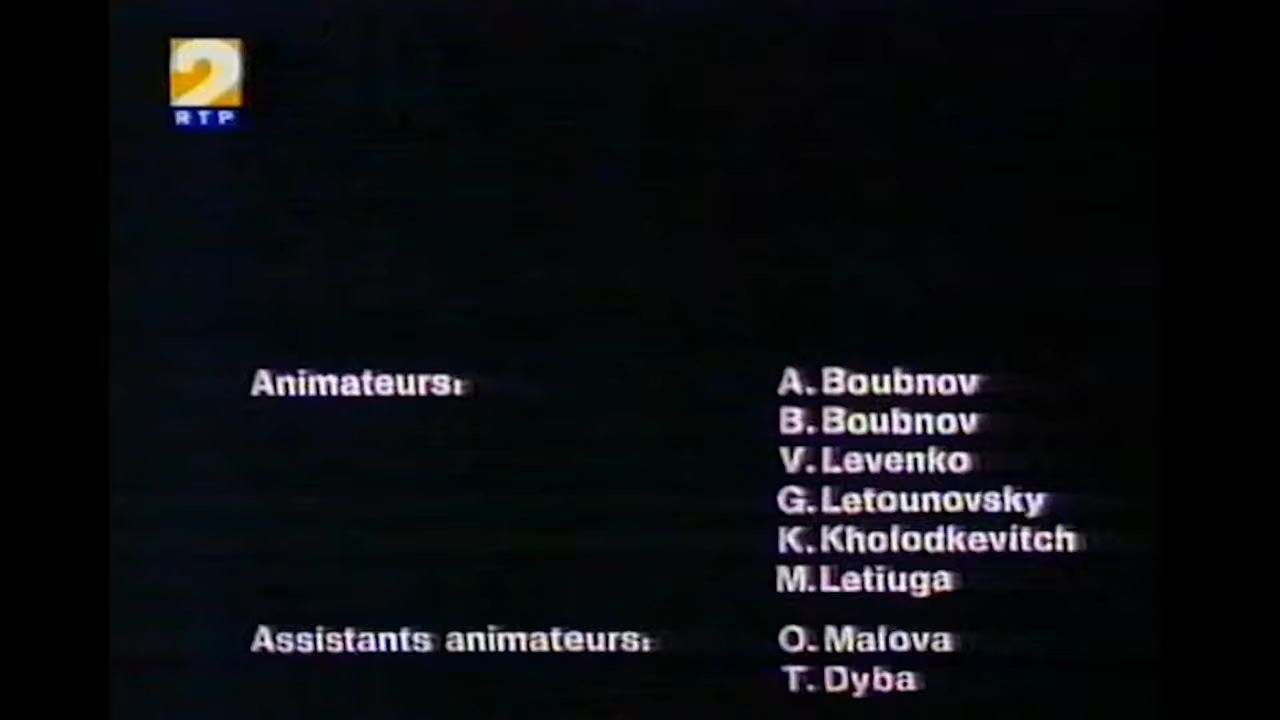 2
RTP
Animateurs: A. Boubnov
B. Boubnov
V. Levenko
G. Letounovsky
K. Kholodkevitch
M. Letiuga
Assistants animateurs: O. Malova
T. Dyba